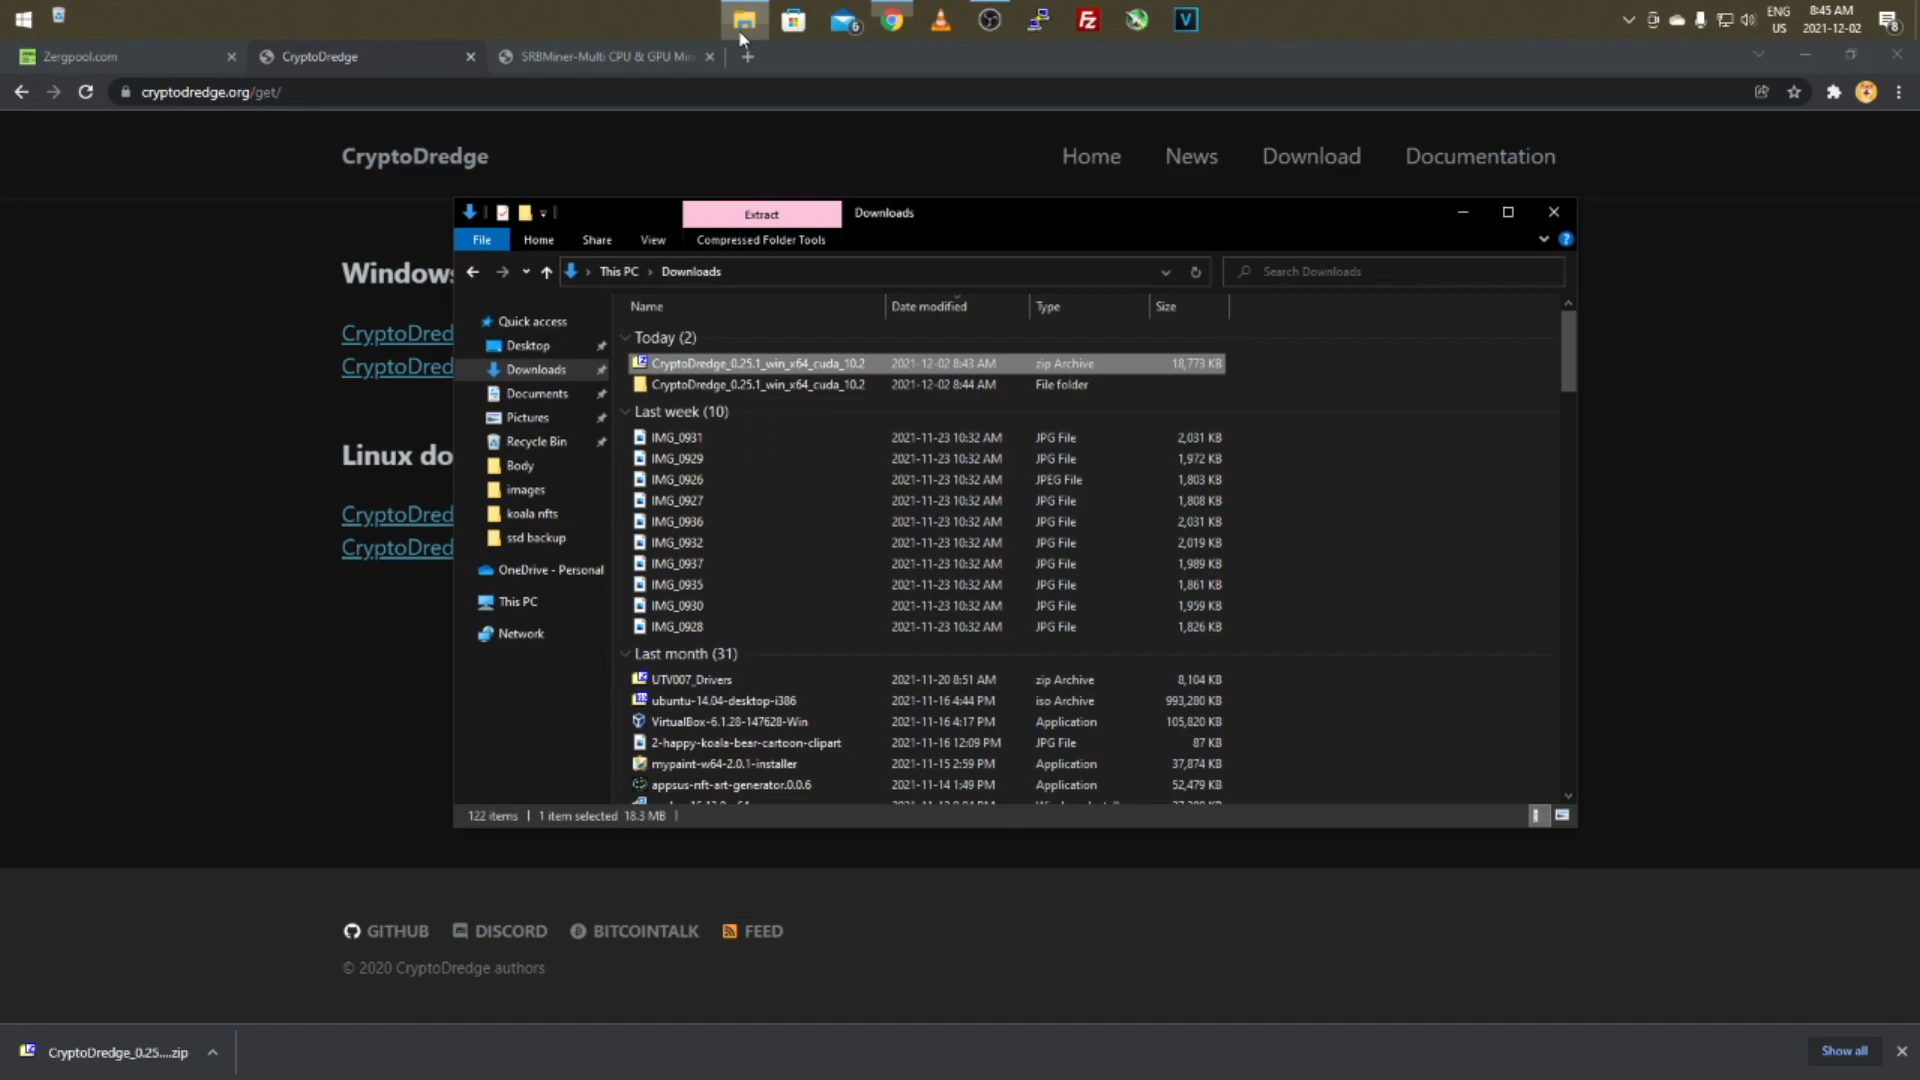 6
V
ENG
US
8:45 AM
2021-12-02
8
Zergpool.com
CryptoDredge
SRBMiner-Multi CPU & GPU Min
cryptodredge.org/get/
CryptoDredge
Home
News
Download
Documentation
Extract
Downloads
File
Home
Share
View
Compressed Folder Tools
This PC
Downloads
Search Downloads
Windows
CryptoDred
CryptoDred
Linux do
CryptoDred
CryptoDred
Quick access
Desktop
Downloads
Documents
Pictures
Recycle Bin
Body
images
koala nfts
ssd backup
OneDrive - Personal
This PC
Network
Name
Date modified
Type
Size
Today (2)
CryptoDredge_0.25.1_win_x64_cuda_10.2 2021-12-02 8:43 AM zip Archive 18,773 KB
CryptoDredge_0.25.1_win_x64_cuda_10.2 2021-12-02 8:44 AM File folder
Last week (10)
IMG_0931 2021-11-23 10:32 AM JPG File 2,031 KB
IMG_0929 2021-11-23 10:32 AM JPG File 1,972 KB
IMG_0926 2021-11-23 10:32 AM JPEG File 1,803 KB
IMG_0927 2021-11-23 10:32 AM JPG File 1,808 KB
IMG_0936 2021-11-23 10:32 AM JPG File 2,031 KB
IMG_0932 2021-11-23 10:32 AM JPG File 2,019 KB
IMG_0937 2021-11-23 10:32 AM JPG File 1,989 KB
IMG_0935 2021-11-23 10:32 AM JPG File 1,861 KB
IMG_0930 2021-11-23 10:32 AM JPG File 1,959 KB
IMG_0928 2021-11-23 10:32 AM JPG File 1,826 KB
Last month (31)
UTV007_Drivers 2021-11-20 8:51 AM zip Archive 8,104 KB
ubuntu-14.04-desktop-i386 2021-11-16 4:44 PM iso Archive 993,280 KB
VirtualBox-6.1.28-147628-Win 2021-11-16 4:17 PM Application 105,820 KB
2-happy-koala-bear-cartoon-clipart 2021-11-16 12:09 PM JPG File 87 KB
mypaint-w64-2.0.1-installer 2021-11-15 2:59 PM Application 37,874 KB
appsus-nft-art-generator.0.0.6 2021-11-14 1:49 PM Application 52,479 KB
122 items
1 item selected 18.3 MB
GITHUB
DISCORD
BITCOINTALK
FEED
© 2020 CryptoDredge authors
CryptoDredge_0.25....zip
Show all